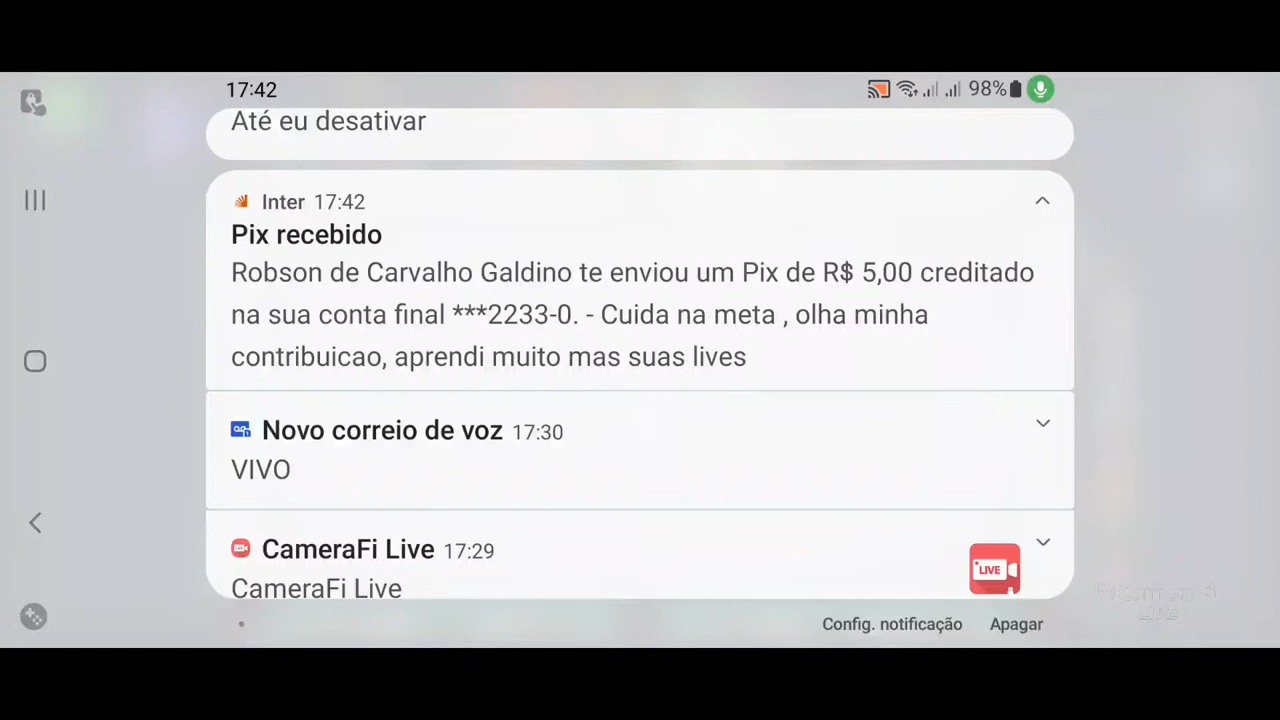 17:42
98%
Até eu desativar
Inter 17:42
Pix recebido
Robson de Carvalho Galdino te enviou um Pix de R$ 5,00 creditado
na sua conta final ***2233-0. - Cuida na meta , olha minha
contribuicao, aprendi muito mas suas lives
Novo correio de voz 17:30
VIVO
CameraFi Live 17:29
LIVE
CameraFi Live
Config. notificação
Apagar